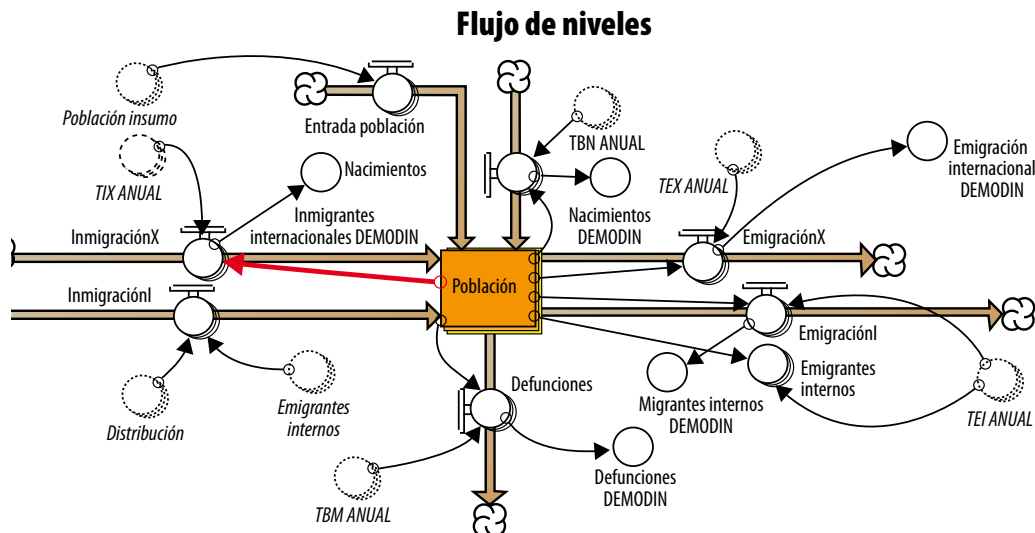 Flujo de niveles
Población insumo
Entrada población
TBN ANUAL
Emigración
internacional
DEMODIN
TIX ANUAL
Nacimientos
TEX ANUAL
Nacimientos
DEMODIN
InmigraciónX
Inmigrantes
internacionales DEMODIN
EmigraciónX
InmigraciónI
Población
EmigraciónI
Distribución
Emigrantes
internos
Defunciones
Migrantes internos
DEMODIN
Emigrantes
internos
TEI ANUAL
TBM ANUAL
Defunciones
DEMODIN